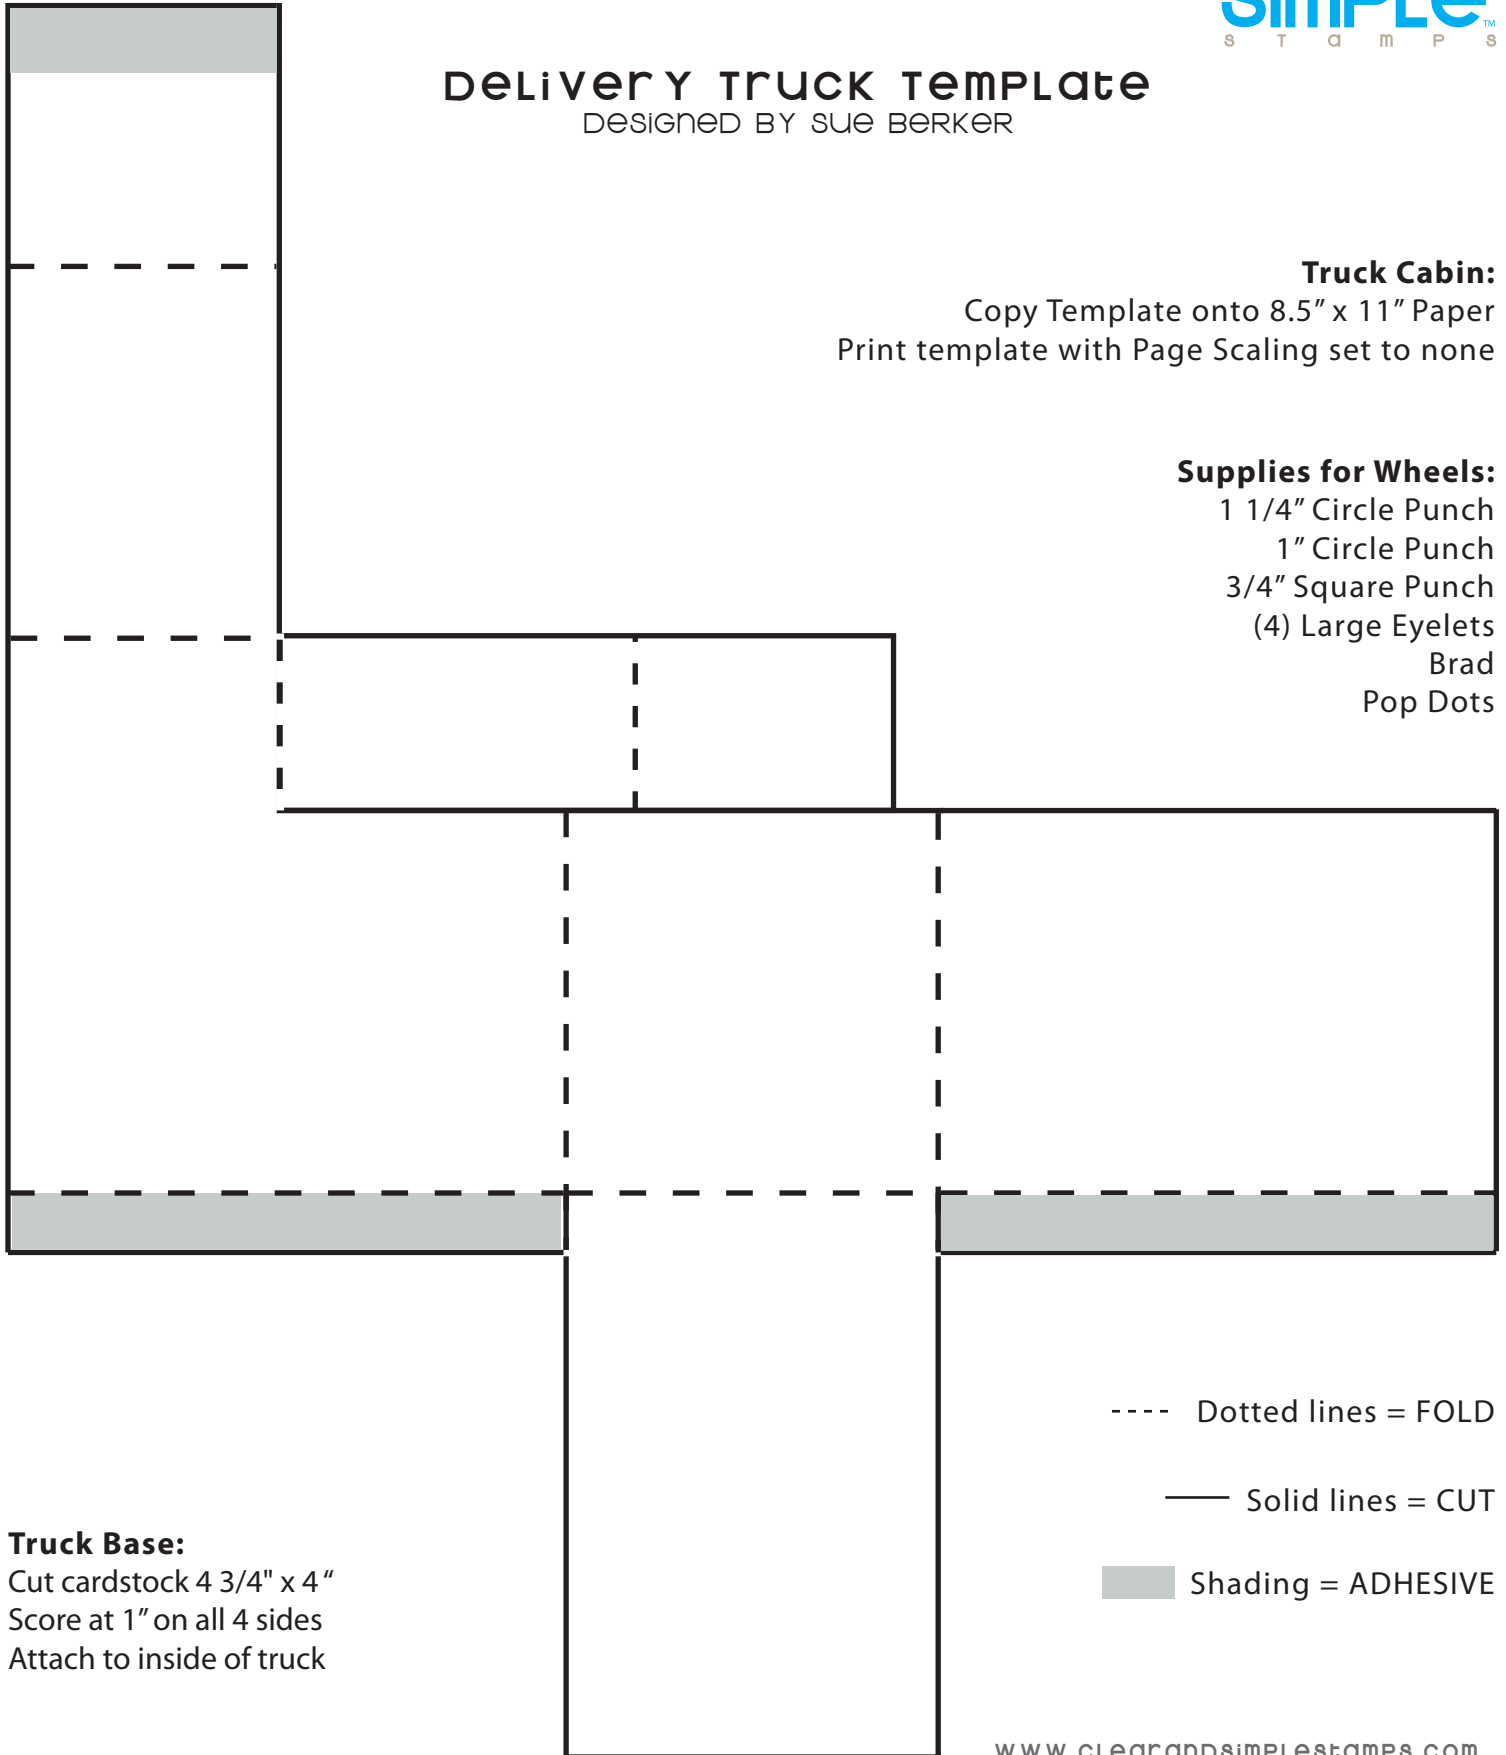 SIMPLE™
STAMPS
Delivery Truck Template
Designed by Sue Berker
Truck Cabin:
Copy Template onto 8.5” x 11” Paper
Print template with Page Scaling set to none
Supplies for Wheels:
1 1/4” Circle Punch
1” Circle Punch
3/4” Square Punch
(4) Large Eyelets
Brad
Pop Dots
Dotted lines = FOLD
Solid lines = CUT
Shading = ADHESIVE
Truck Base:
Cut cardstock 4 3/4" x 4 “
Score at 1” on all 4 sides
Attach to inside of truck
www.clearandsimplestamps.com